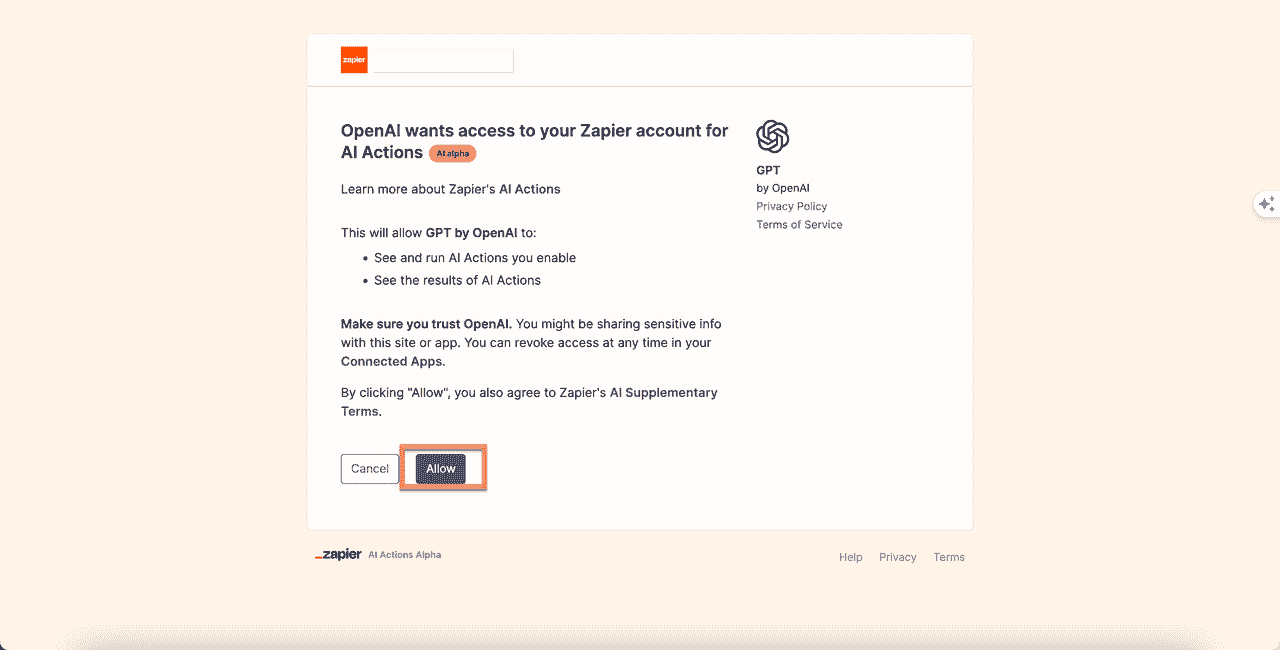 zapier
OpenAI wants access to your Zapier account for
AI Actions AI alpha
Learn more about Zapier's AI Actions
This will allow GPT by OpenAI to:
• See and run AI Actions you enable
• See the results of AI Actions
Make sure you trust OpenAI. You might be sharing sensitive info
with this site or app. You can revoke access at any time in your
Connected Apps.
By clicking "Allow", you also agree to Zapier's AI Supplementary
Terms.
Cancel Allow
GPT
by OpenAI
Privacy Policy
Terms of Service
zapier AI Actions Alpha
Help Privacy Terms